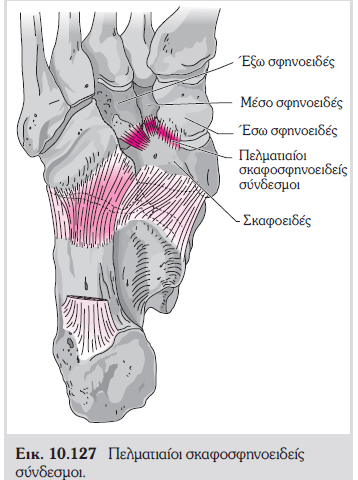 Έξω σφηνοειδές
Μέσο σφηνοειδές
Έσω σφηνοειδές
Πελματιαίοι
σκαφοσφηνοειδείς
σύνδεσμοι
Σκαφοειδές
Εικ. 10.127 Πελματιαίοι σκαφοσφηνοειδείς
σύνδεσμοι.